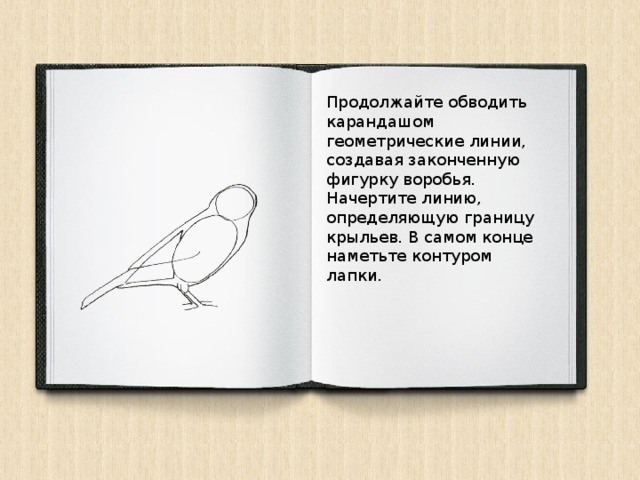 Продолжайте обводить
карандашом
геометрические линии,
создавая законченную
фигурку воробья.
Начертите линию,
определяющую границу
крыльев. В самом конце
наметьте контуром
лапки.